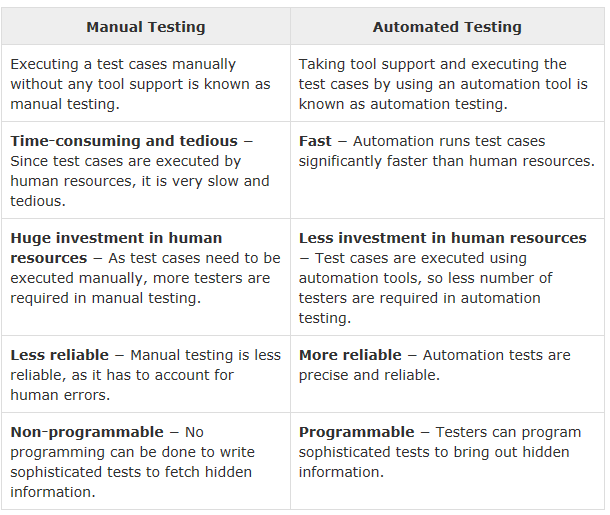 Manual Testing
Automated Testing
Executing a test cases manually
without any tool support is known as
manual testing.
Taking tool support and executing the
test cases by using an automation tool is
known as automation testing.
Time-consuming and tedious −
Since test cases are executed by
human resources, it is very slow and
tedious.
Fast − Automation runs test cases
significantly faster than human resources.
Huge investment in human
resources − As test cases need to be
executed manually, more testers are
required in manual testing.
Less investment in human resources
− Test cases are executed using
automation tools, so less number of
testers are required in automation
testing.
Less reliable − Manual testing is less
reliable, as it has to account for
human errors.
More reliable − Automation tests are
precise and reliable.
Non-programmable − No
programming can be done to write
sophisticated tests to fetch hidden
information.
Programmable − Testers can program
sophisticated tests to bring out hidden
information.